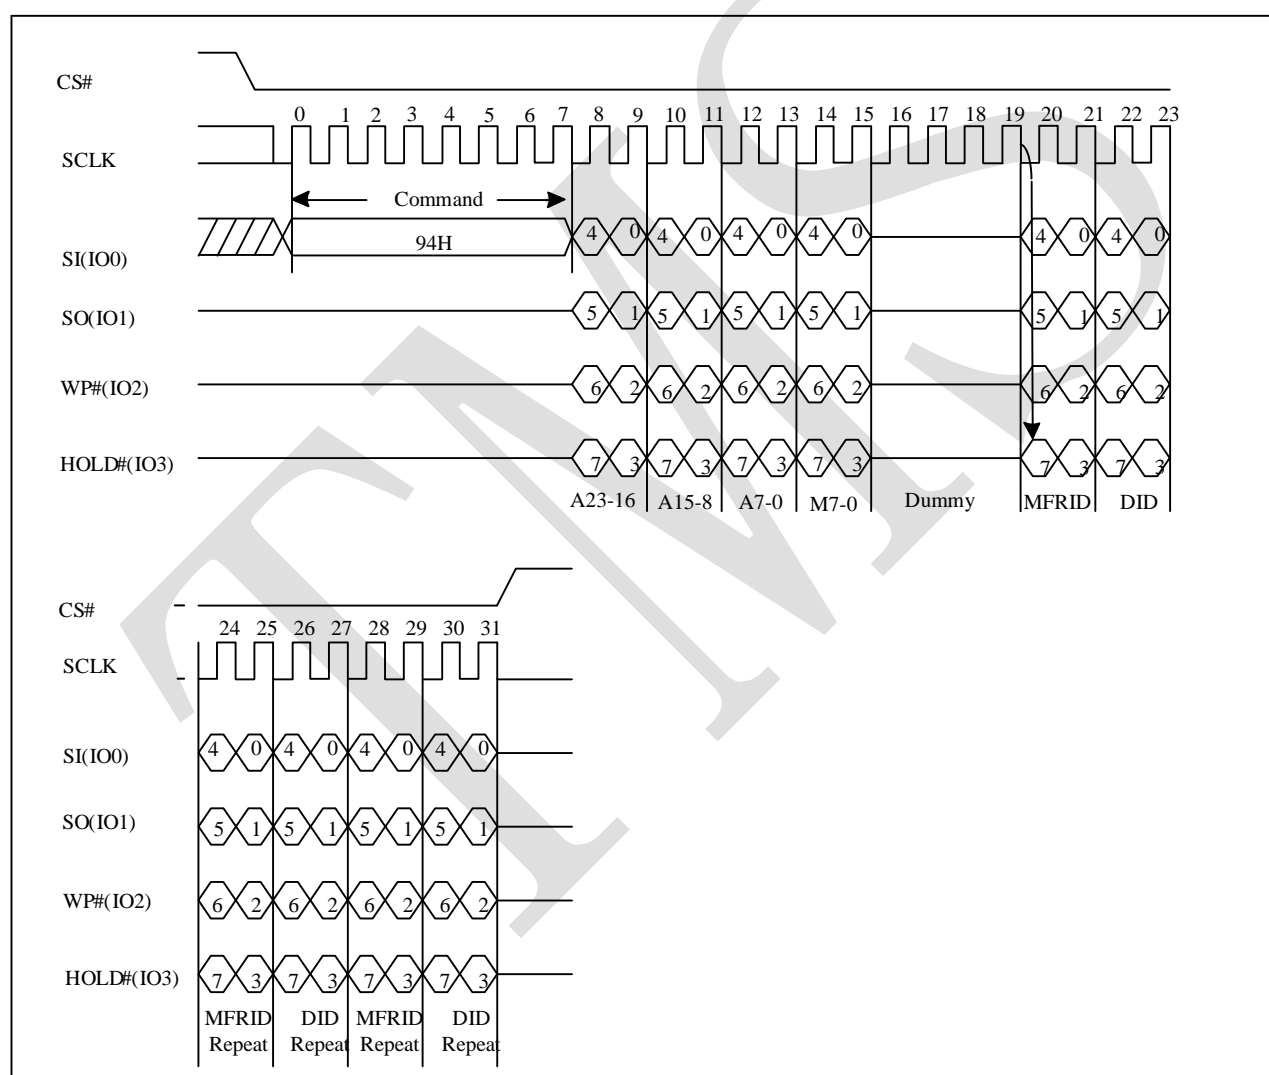 CS#
0 1 2 3 4 5 6 7 8 9 10 11 12 13 14 15 16 17 18 19 20 21 22 23
SCLK
Command
SI(IO0) 94H 4 0 4 0 4 0 4 0 4 0 4 0
SO(IO1) 5 1 5 1 5 1 5 1 5 1 5 1
WP#(IO2) 6 2 6 2 6 2 6 2 6 2 6 2
HOLD#(IO3) 7 3 7 3 7 3 7 3 7 3 7 3
A23-16 A15-8 A7-0 M7-0 Dummy MFRID DID
CS#
24 25 26 27 28 29 30 31
SCLK
SI(IO0) 4 0 4 0 4 0 4 0
SO(IO1) 5 1 5 1 5 1 5 1
WP#(IO2) 6 2 6 2 6 2 6 2
HOLD#(IO3) 7 3 7 3 7 3 7 3
MFRID DID MFRID DID
Repeat Repeat Repeat Repeat
TMS